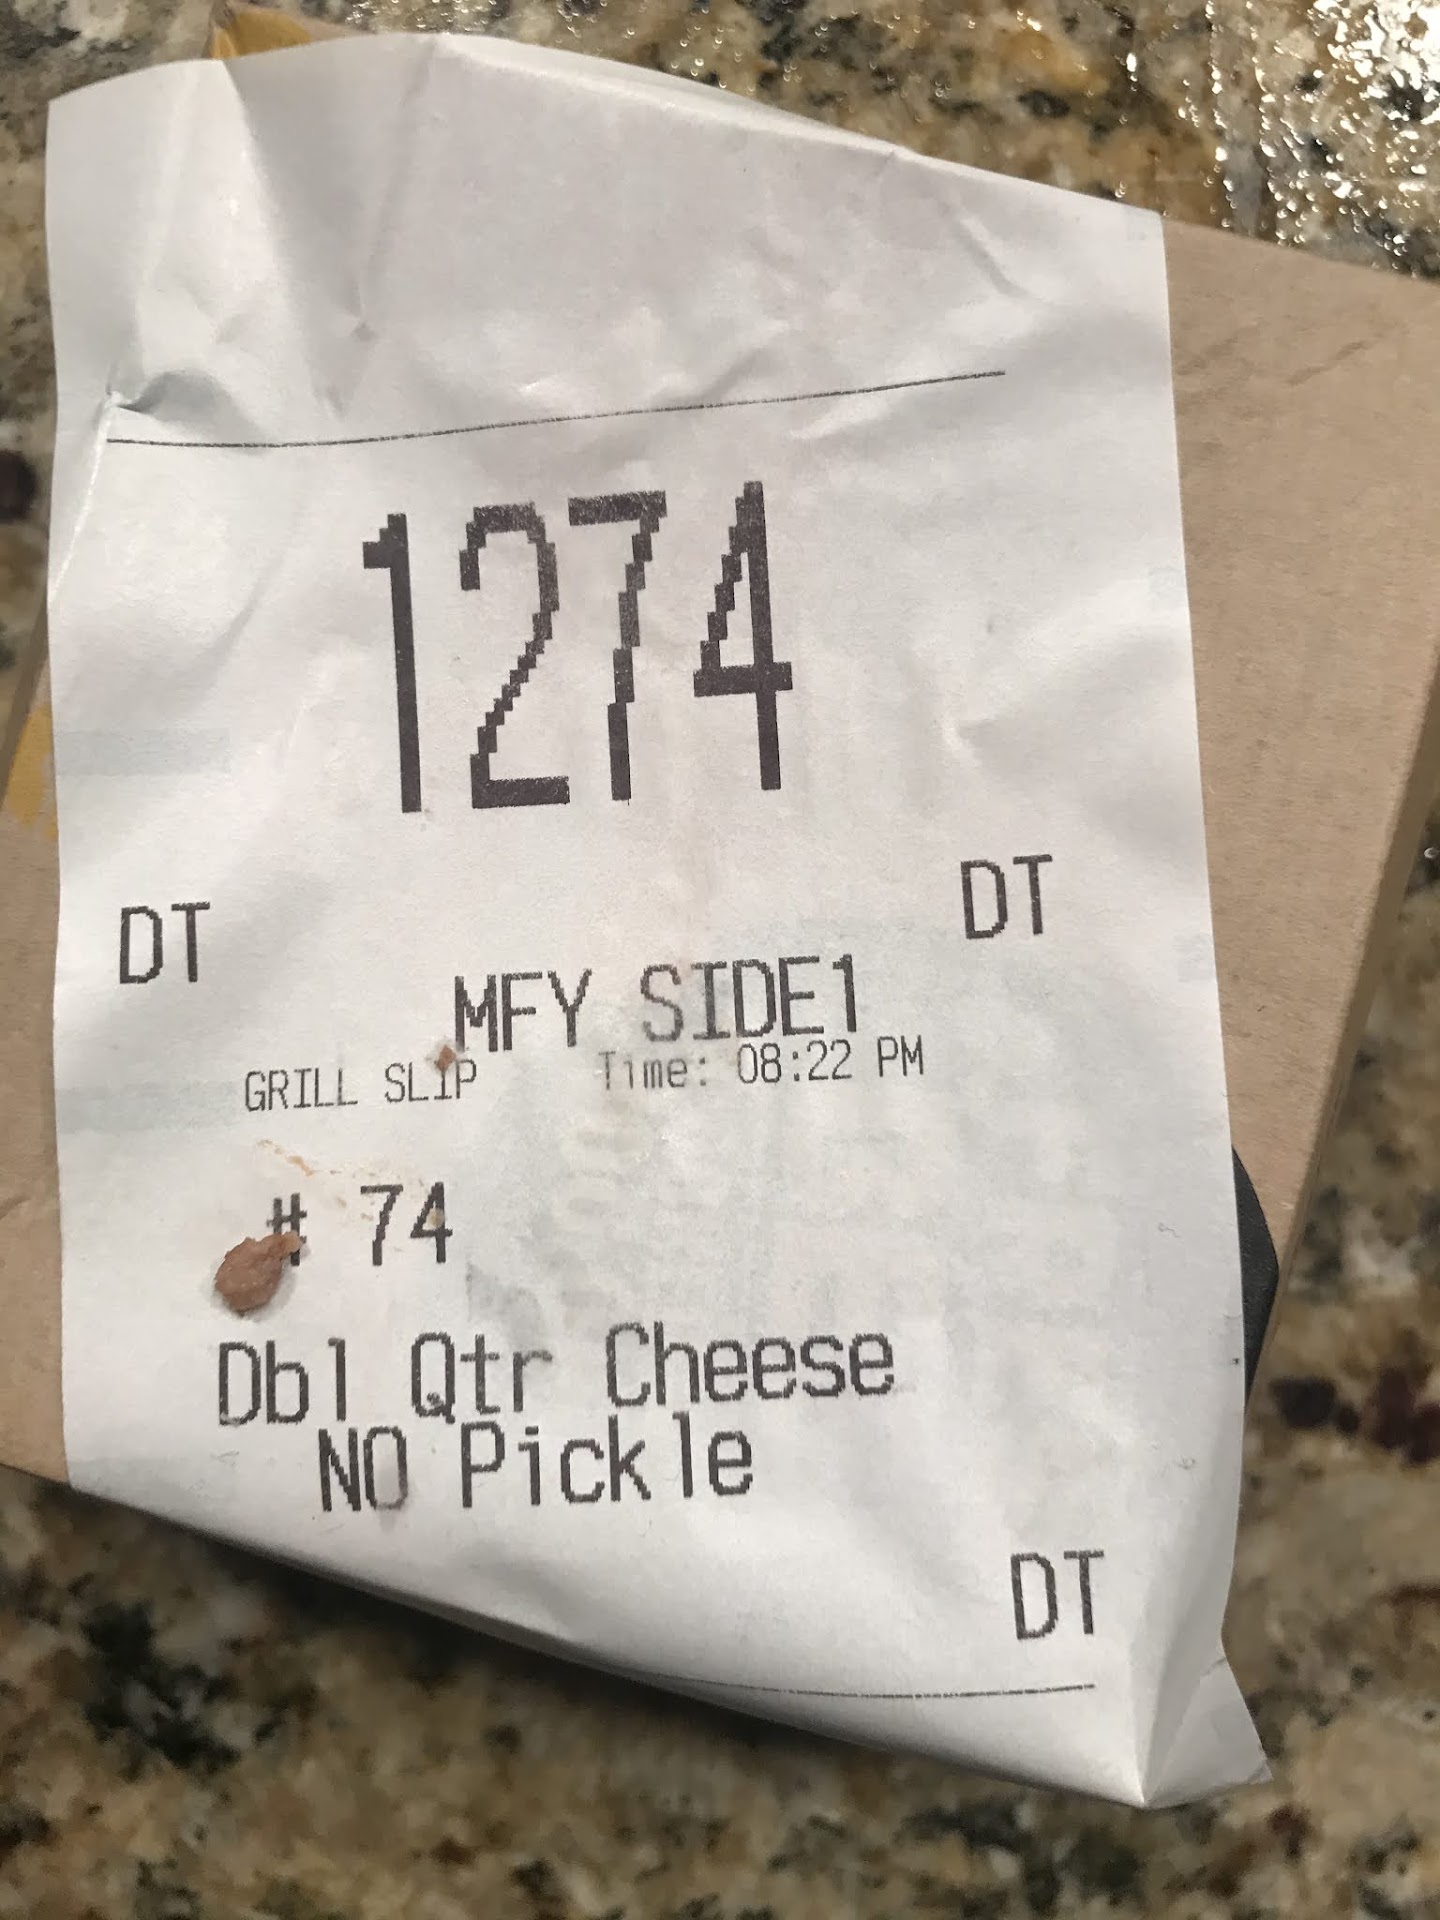 1274
DT DT
MFY SIDE1
GRILL SLIP Time: 08:22 PM
# 74
Dbl Qtr Cheese
NO Pickle
DT